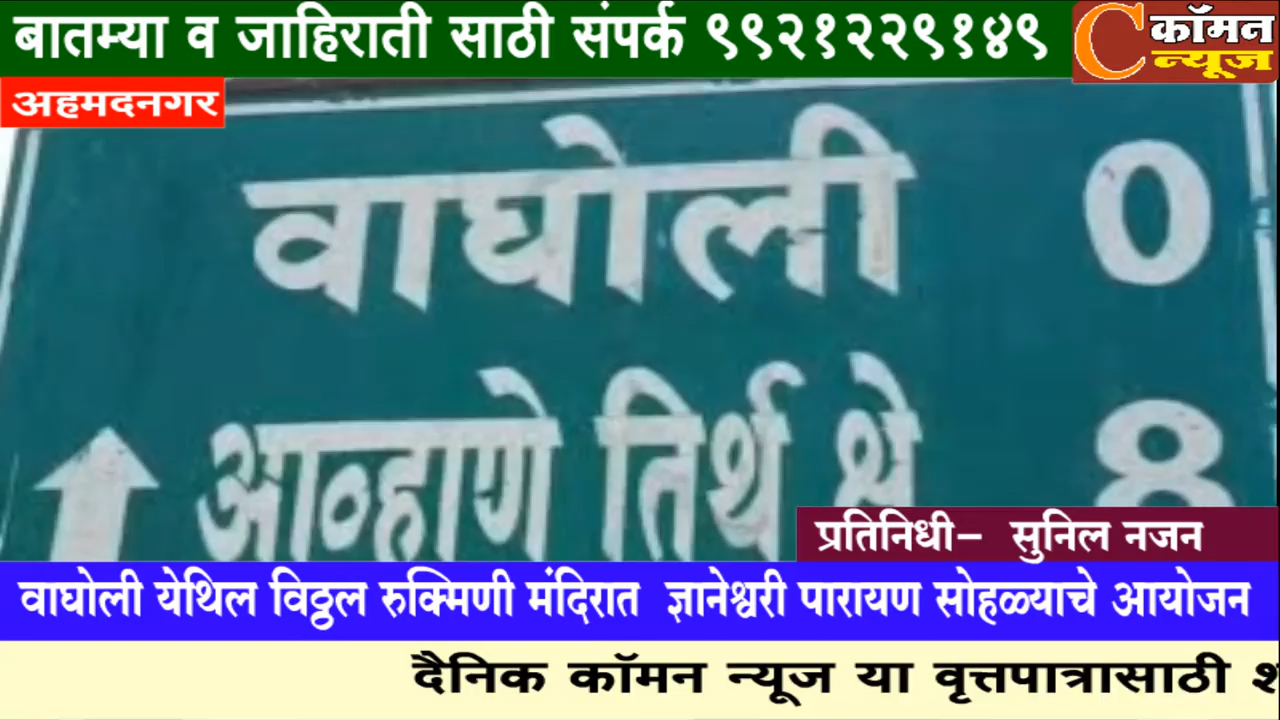 बातम्या व जाहिराती साठी संपर्क ९९२१२२९१४९
कॉमन
न्यूज
अहमदनगर
वाघोली 0
आव्हाणे तिर्थ क्षे 8
प्रतिनिधी– सुनिल नजन
वाघोली येथिल विठ्ठल रुक्मिणी मंदिरात ज्ञानेश्वरी पारायण सोहळ्याचे आयोजन
दैनिक कॉमन न्यूज या वृत्तपात्रासाठी